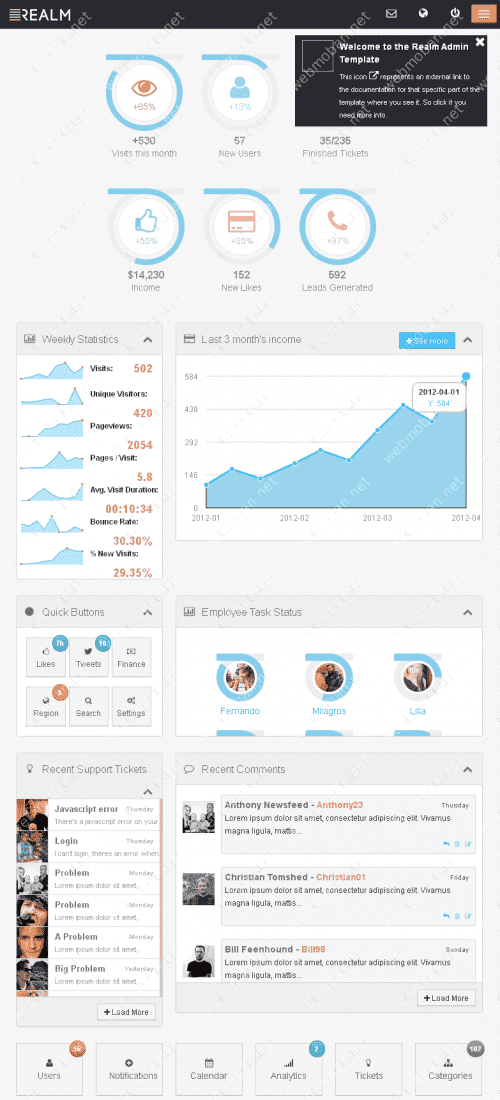 REALM
Welcome to the Realm Admin
Template
This icon represents an external link to
the documentation for that specific part of the
template where you see it. So click it you
need more info.
+85%
+13%
+530
57
35/235
Visits this month
New Users
Finished Tickets
+55%
+35%
+97%
$14,230
152
592
Income
New Likes
Leads Generated
Weekly Statistics
Visits: 502
Unique Visitors:
420
Pageviews:
2054
Pages / Visit:
5.8
Avg. Visit Duration:
00:10:34
Bounce Rate:
30.30%
% New Visits:
29.35%
Last 3 month's income
See more
584
438
292
146
0
2012-04-01
Y: 584
2012-01
2012-02
2012-03
2012-04
Quick Buttons
7k
Likes
Tweets
Finance
5
Region
Search
Settings
Employee Task Status
Fernando
Milagros
Lilia
Recent Support Tickets
Javascript error Thursday
There's a javascript error on your
Login Thursday
I can't login, theres an error when
Problem Monday
Lorem ipsum dolor sit amet,
Problem Monday
Lorem ipsum dolor sit amet,
A Problem Monday
Lorem ipsum dolor sit amet,
Big Problem Yesterday
Lorem ipsum dolor sit amet,
Load More
Recent Comments
Anthony Newsfeed - Anthony23 Thursday
Lorem ipsum dolor sit amet, consectetur adipiscing elit. Vivamus
magna ligula, mattis...
Christian Tomshed - Christian01 Friday
Lorem ipsum dolor sit amet, consectetur adipiscing elit. Vivamus
magna ligula, mattis...
Bill Feenhound - Bill98 Sunday
Lorem ipsum dolor sit amet, consectetur adipiscing elit. Vivamus
magna ligula, mattis...
Load More
5k
Users
Notifications
Calendar
7
Analytics
Tickets
107
Categories